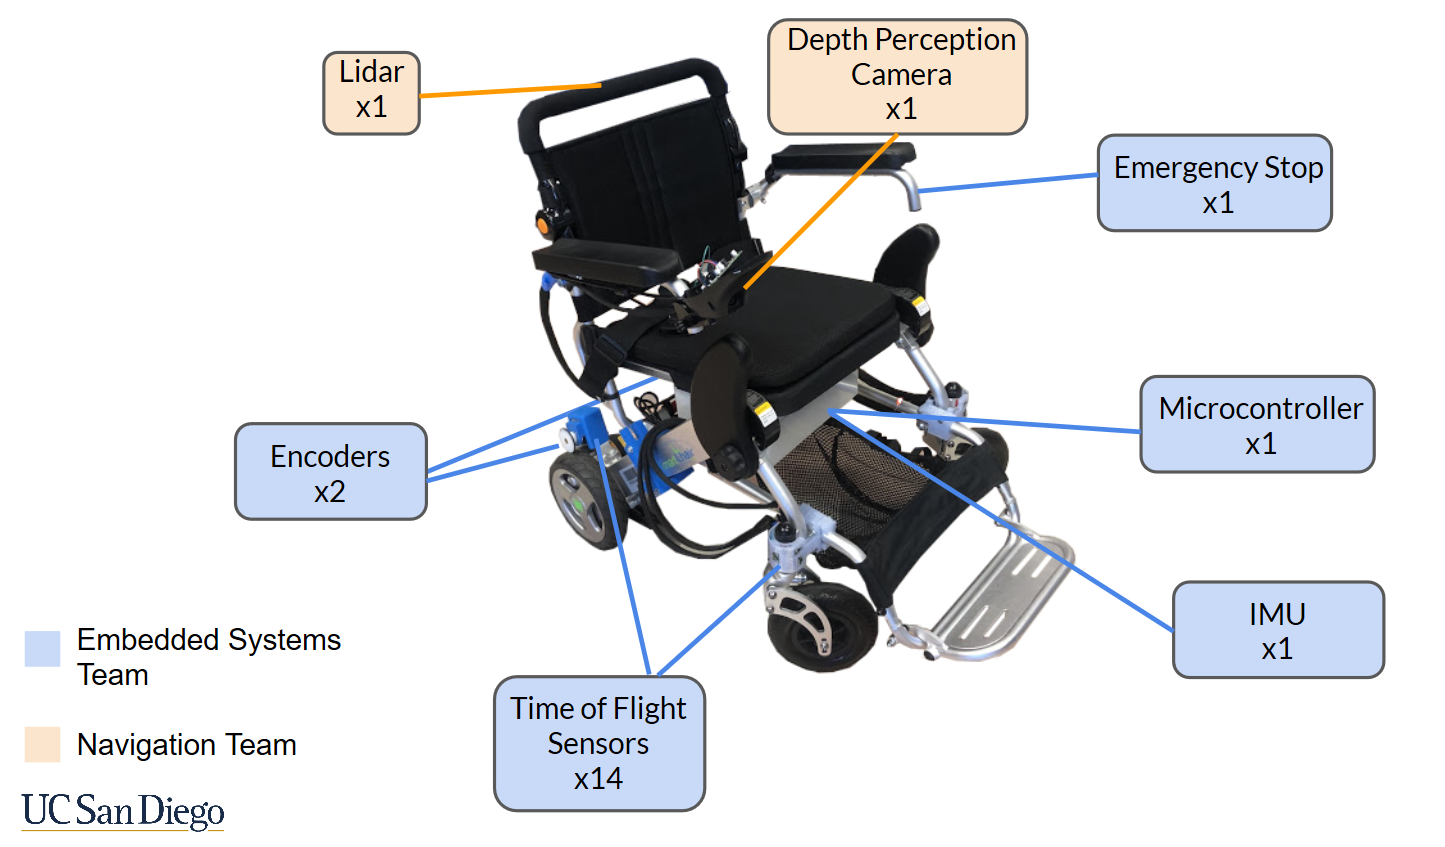 Lidar
x1
Depth Perception
Camera
x1
Emergency Stop
x1
Microcontroller
x1
Encoders
x2
IMU
x1
Time of Flight
Sensors
x14
Embedded Systems
Team
Navigation Team
UC San Diego